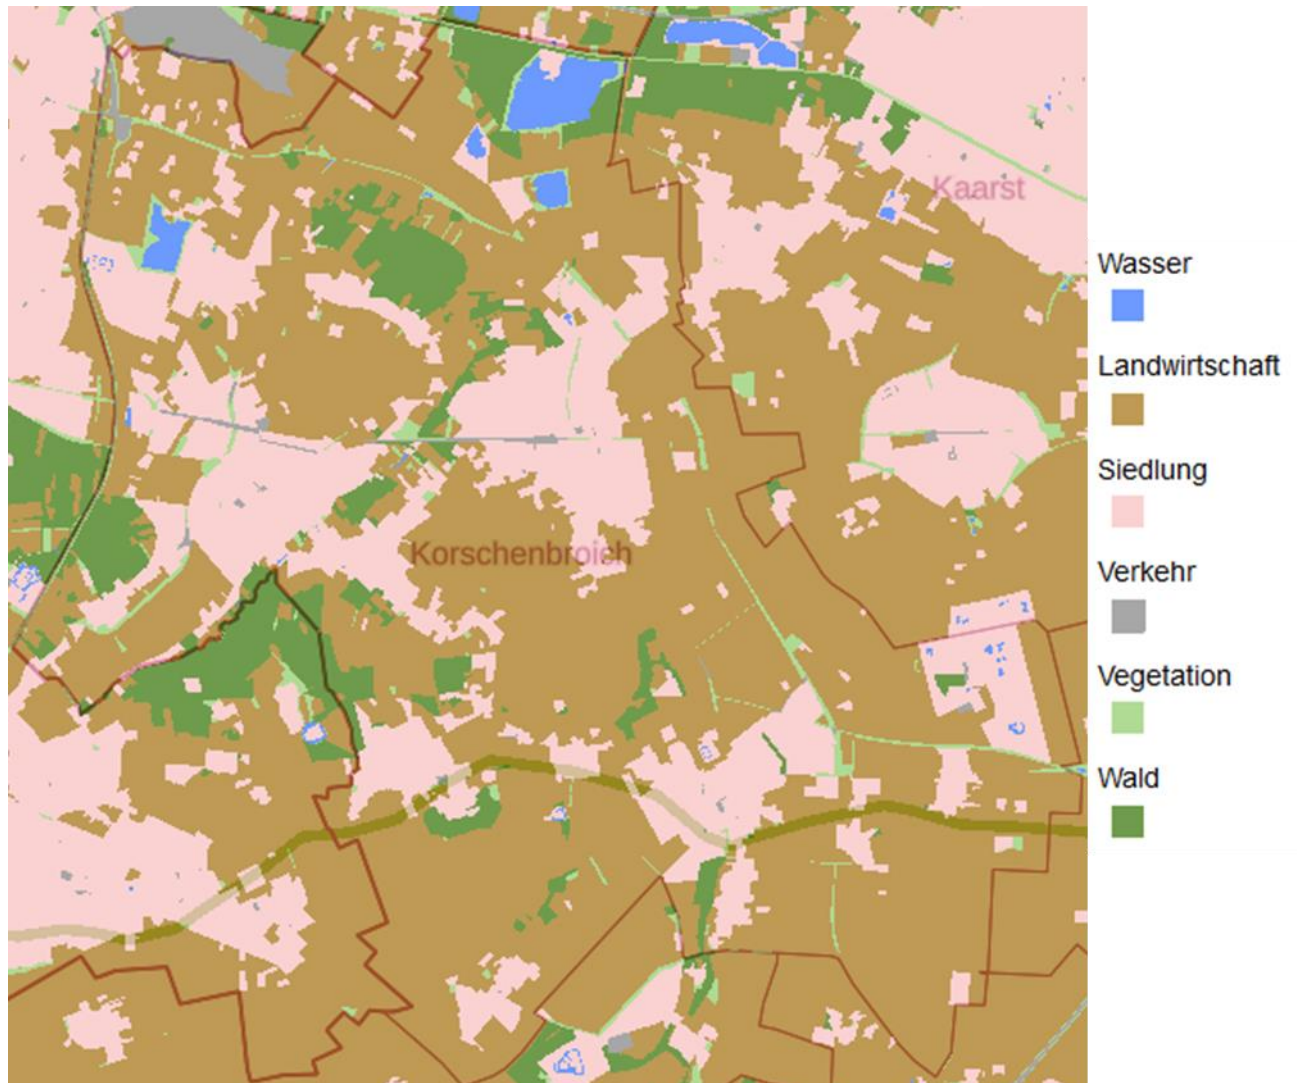 Kaarst
Korschenbroich
Wasser
Landwirtschaft
Siedlung
Verkehr
Vegetation
Wald